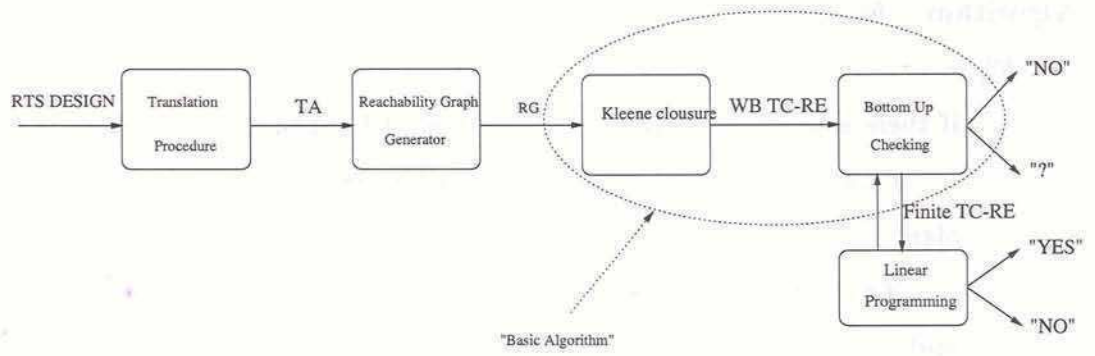 RTS DESIGN
Translation
Procedure
TA
Reachability Graph
Generator
RG
Kleene clousure
WB TC-RE
Bottom Up
Checking
"NO"
"?"
Finite TC-RE
Linear
Programming
"YES"
"NO"
"Basic Algorithm"